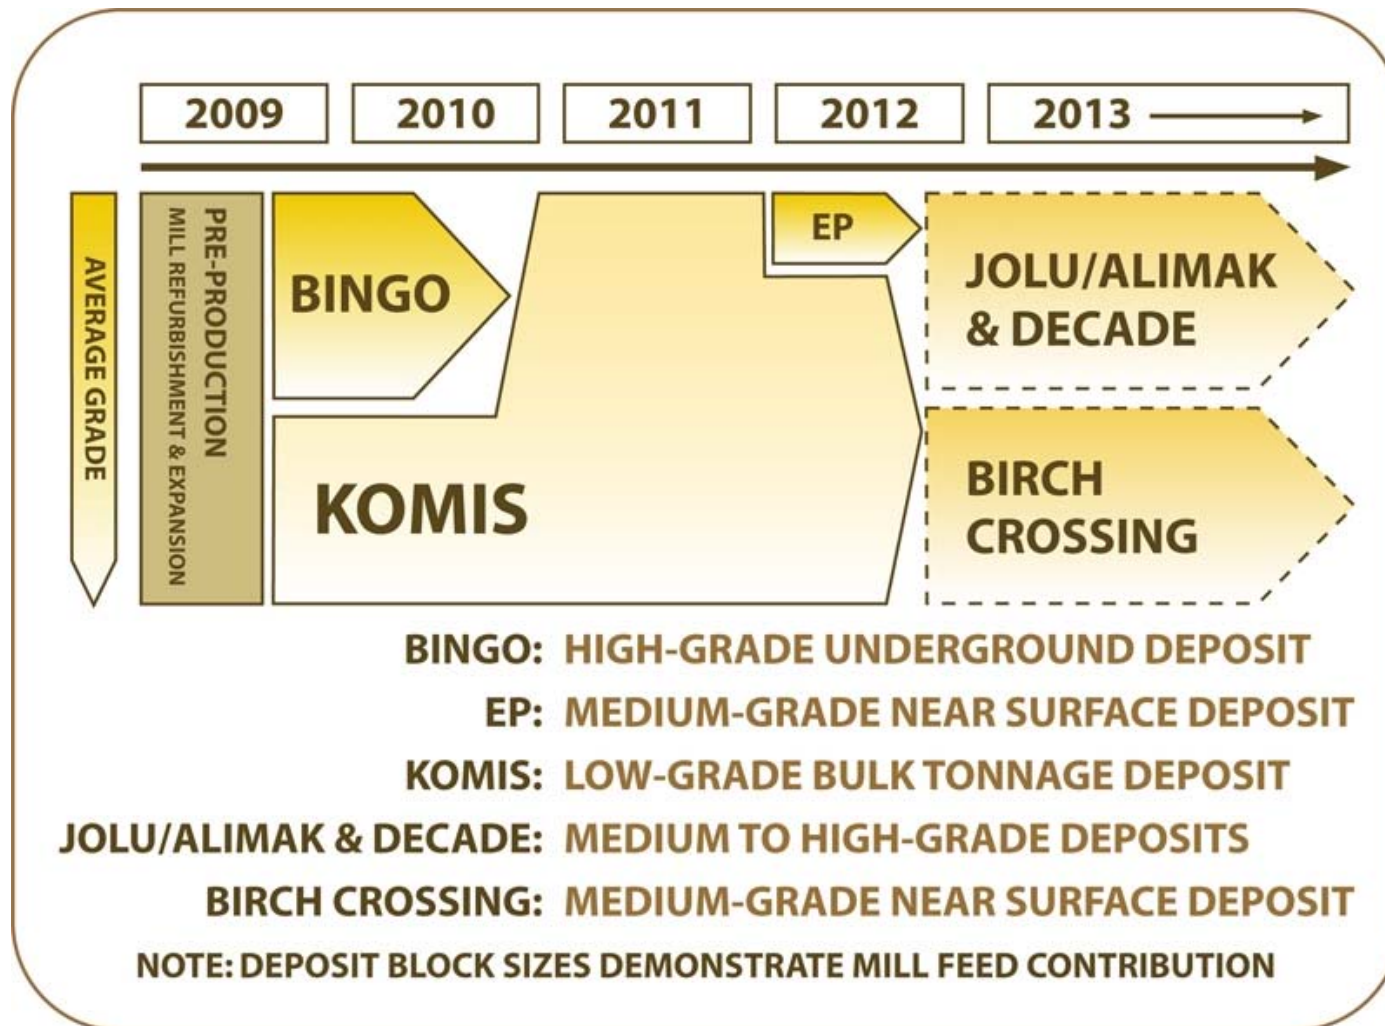 2009 2010 2011 2012 2013
AVERAGE GRADE
PRE-PRODUCTION
MILL REFURBISHMENT & EXPANSION
BINGO
KOMIS
EP
JOLU/ALIMAK
& DECADE
BIRCH
CROSSING
BINGO: HIGH-GRADE UNDERGROUND DEPOSIT
EP: MEDIUM-GRADE NEAR SURFACE DEPOSIT
KOMIS: LOW-GRADE BULK TONNAGE DEPOSIT
JOLU/ALIMAK & DECADE: MEDIUM TO HIGH-GRADE DEPOSITS
BIRCH CROSSING: MEDIUM-GRADE NEAR SURFACE DEPOSIT
NOTE: DEPOSIT BLOCK SIZES DEMONSTRATE MILL FEED CONTRIBUTION